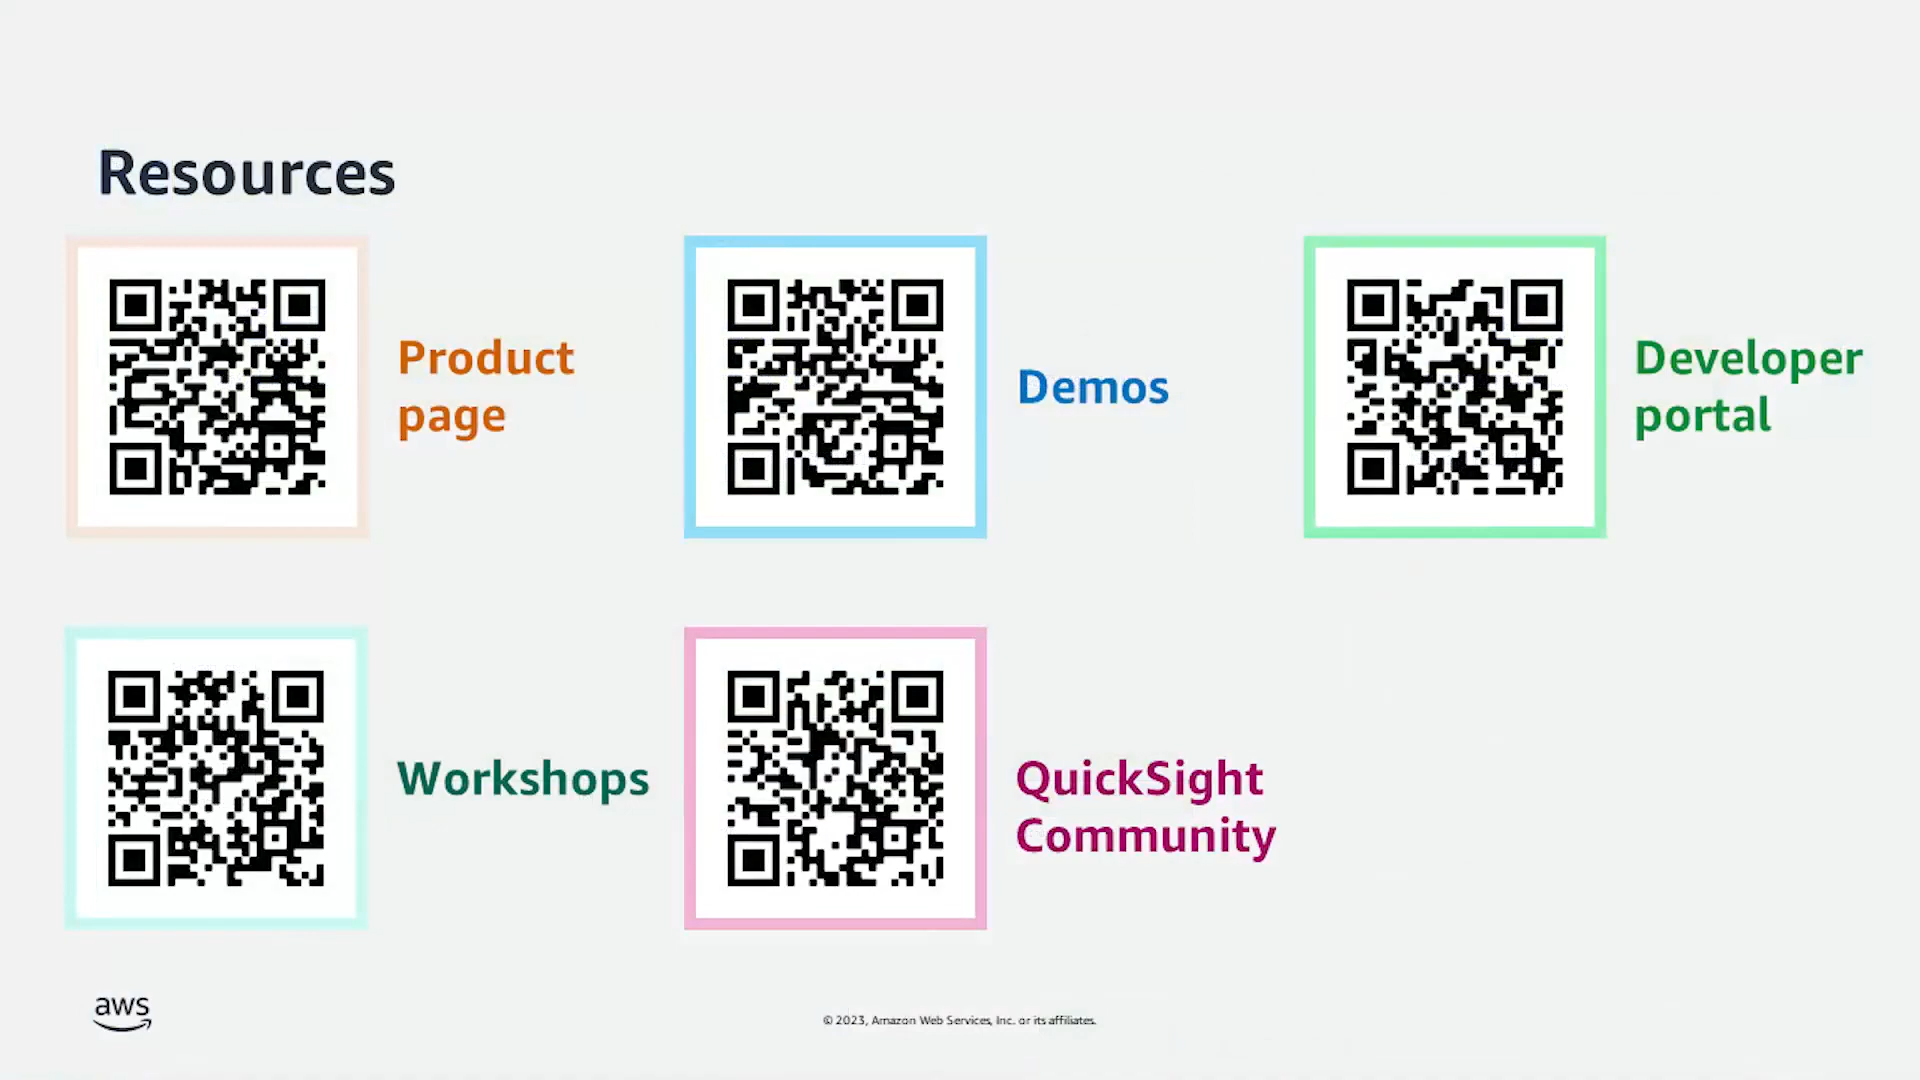 Resources
Product
page
Demos
Developer
portal
Workshops
QuickSight
Community
aws
© 2023, Amazon Web Services, Inc. or its affiliates.